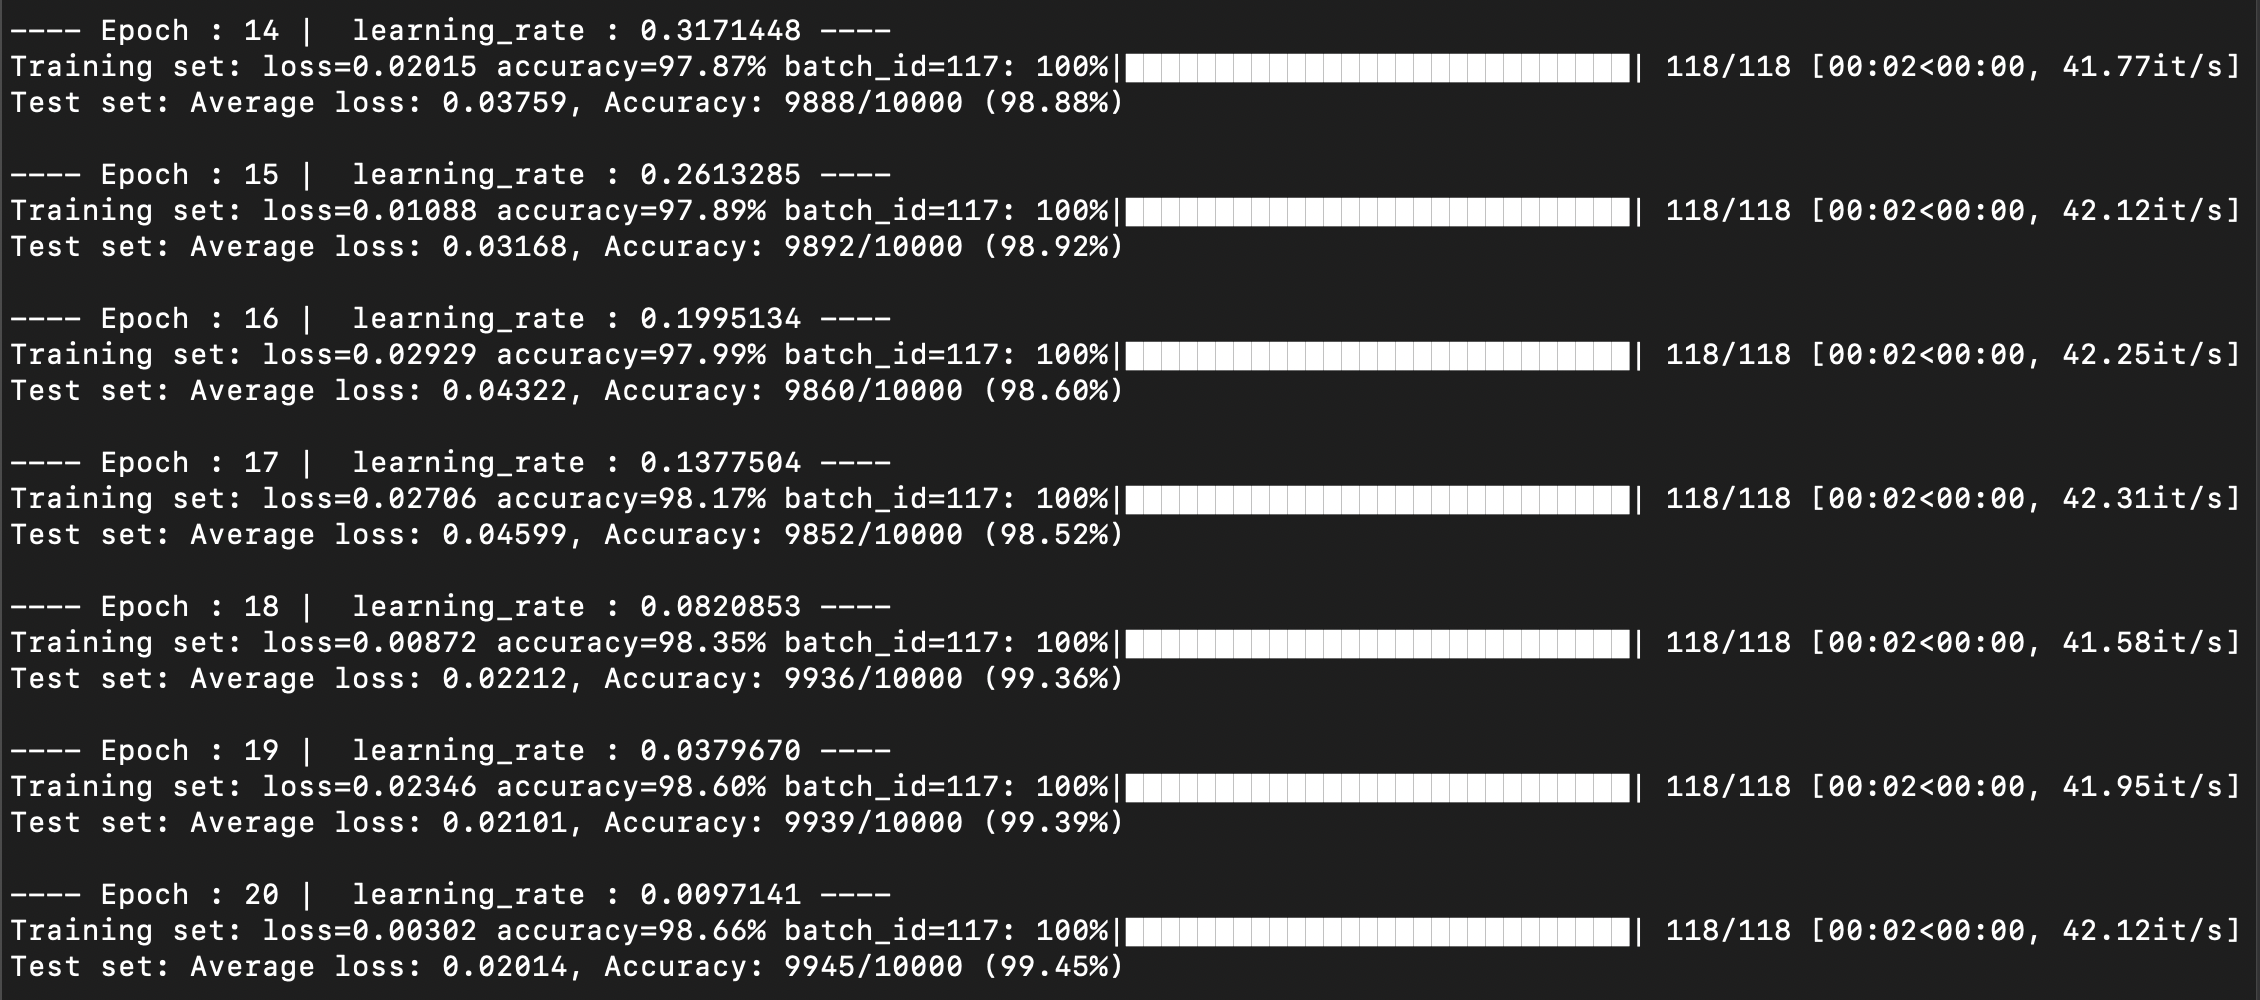 ---- Epoch : 14 |  learning_rate : 0.3171448 ----
Training set: loss=0.02015 accuracy=97.87% batch_id=117: 100%|████████████████████████████| 118/118 [00:02<00:00, 41.77it/s]
Test set: Average loss: 0.03759, Accuracy: 9888/10000 (98.88%)
---- Epoch : 15 |  learning_rate : 0.2613285 ----
Training set: loss=0.01088 accuracy=97.89% batch_id=117: 100%|████████████████████████████| 118/118 [00:02<00:00, 42.12it/s]
Test set: Average loss: 0.03168, Accuracy: 9892/10000 (98.92%)
---- Epoch : 16 |  learning_rate : 0.1995134 ----
Training set: loss=0.02929 accuracy=97.99% batch_id=117: 100%|████████████████████████████| 118/118 [00:02<00:00, 42.25it/s]
Test set: Average loss: 0.04322, Accuracy: 9860/10000 (98.60%)
---- Epoch : 17 |  learning_rate : 0.1377504 ----
Training set: loss=0.02706 accuracy=98.17% batch_id=117: 100%|████████████████████████████| 118/118 [00:02<00:00, 42.31it/s]
Test set: Average loss: 0.04599, Accuracy: 9852/10000 (98.52%)
---- Epoch : 18 |  learning_rate : 0.0820853 ----
Training set: loss=0.00872 accuracy=98.35% batch_id=117: 100%|████████████████████████████| 118/118 [00:02<00:00, 41.58it/s]
Test set: Average loss: 0.02212, Accuracy: 9936/10000 (99.36%)
---- Epoch : 19 |  learning_rate : 0.0379670 ----
Training set: loss=0.02346 accuracy=98.60% batch_id=117: 100%|████████████████████████████| 118/118 [00:02<00:00, 41.95it/s]
Test set: Average loss: 0.02101, Accuracy: 9939/10000 (99.39%)
---- Epoch : 20 |  learning_rate : 0.0097141 ----
Training set: loss=0.00302 accuracy=98.66% batch_id=117: 100%|████████████████████████████| 118/118 [00:02<00:00, 42.12it/s]
Test set: Average loss: 0.02014, Accuracy: 9945/10000 (99.45%)